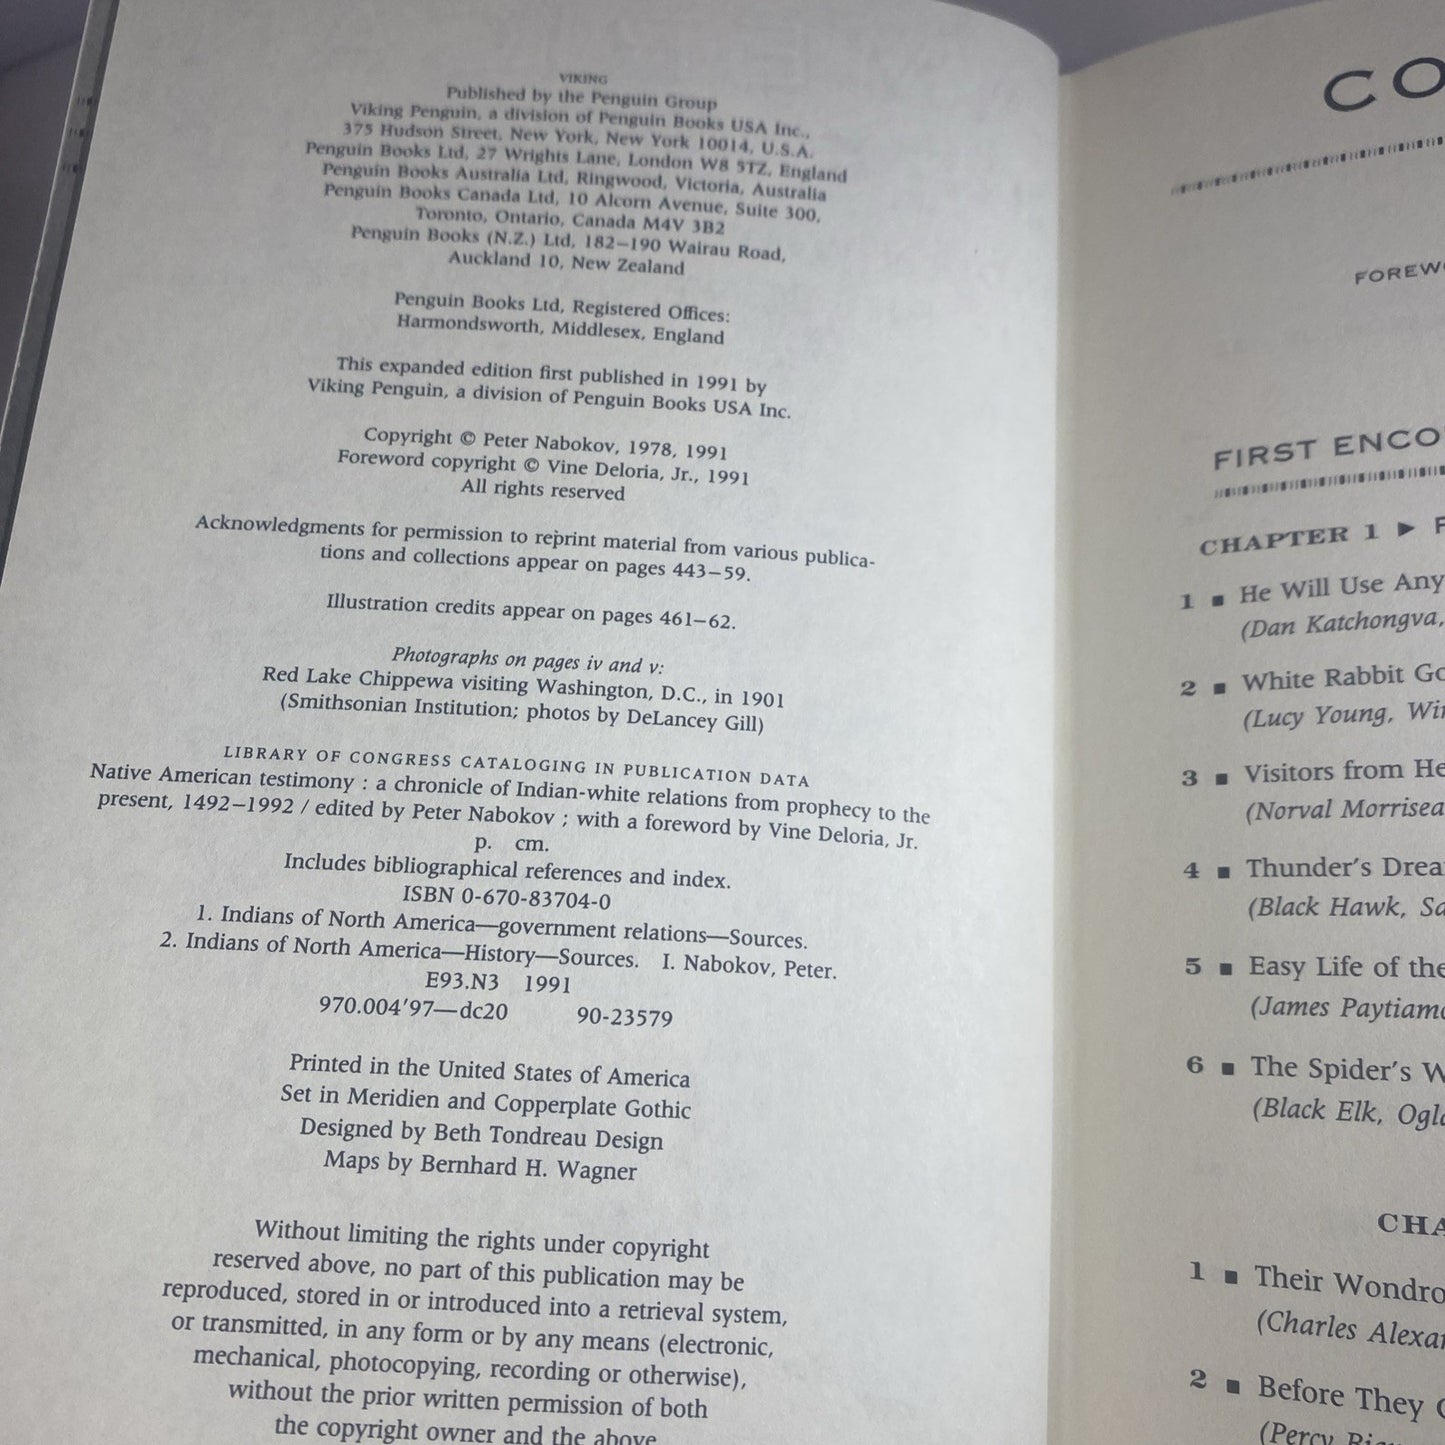 VIKING
Published by the Penguin Group
Viking Penguin, a division of Penguin Books USA Inc.,
375 Hudson Street, New York, New York 10014, U.S.A.
Penguin Books Ltd, 27 Wrights Lane, London W8 5TZ, England
Penguin Books Australia Ltd, Ringwood, Victoria, Australia
Penguin Books Canada Ltd, 10 Alcorn Avenue, Suite 300,
Toronto, Ontario, Canada M4V 3B2
Penguin Books (N.Z.) Ltd, 182–190 Wairau Road,
Auckland 10, New Zealand
Penguin Books Ltd, Registered Offices:
Harmondsworth, Middlesex, England
This expanded edition first published in 1991 by
Viking Penguin, a division of Penguin Books USA Inc.
Copyright © Peter Nabokov, 1978, 1991
Foreword copyright © Vine Deloria, Jr., 1991
All rights reserved
Acknowledgments for permission to reprint material from various publica-
tions and collections appear on pages 443–59.
Illustration credits appear on pages 461–62.
Photographs on pages iv and v:
Red Lake Chippewa visiting Washington, D.C., in 1901
(Smithsonian Institution; photos by DeLancey Gill)
LIBRARY OF CONGRESS CATALOGING IN PUBLICATION DATA
Native American testimony : a chronicle of Indian-white relations from prophecy to the
present, 1492–1992 / edited by Peter Nabokov ; with a foreword by Vine Deloria, Jr.
p. cm.
Includes bibliographical references and index.
ISBN 0-670-83704-0
1. Indians of North America—government relations—Sources.
2. Indians of North America—History—Sources. I. Nabokov, Peter.
E93.N3 1991
970.004'97—dc20 90-23579
Printed in the United States of America
Set in Meridien and Copperplate Gothic
Designed by Beth Tondreau Design
Maps by Bernhard H. Wagner
Without limiting the rights under copyright
reserved above, no part of this publication may be
reproduced, stored in or introduced into a retrieval system,
or transmitted, in any form or by any means (electronic,
mechanical, photocopying, recording or otherwise),
without the prior written permission of both
the copyright owner and the above
CO
FOREW
FIRST ENCO
CHAPTER 1 ▶ F
1 ■ He Will Use Any
(Dan Katchongva,
2 ■ White Rabbit Go
(Lucy Young, Win
3 ■ Visitors from He
(Norval Morrisea
4 ■ Thunder's Drea
(Black Hawk, Sa
5 ■ Easy Life of the
(James Paytiamo
6 ■ The Spider's W
(Black Elk, Ogla
CHA
1 ■ Their Wondro
(Charles Alexan
2 ■ Before They
(Percy